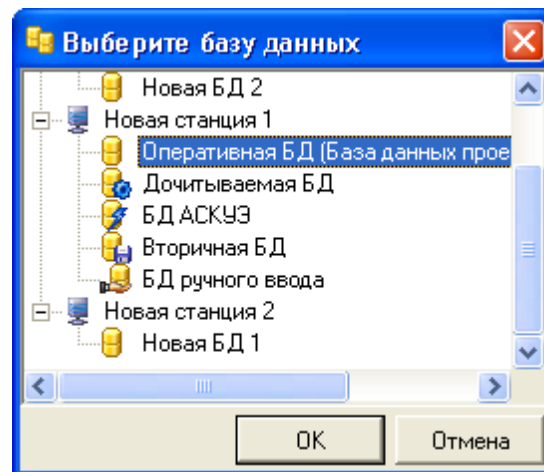 Выберите базу данных
Новая БД 2
Новая станция 1
Оперативная БД (База данных прое
Дочитываемая БД
БД АСКУЭ
Вторичная БД
БД ручного ввода
Новая станция 2
Новая БД 1
OK
Отмена